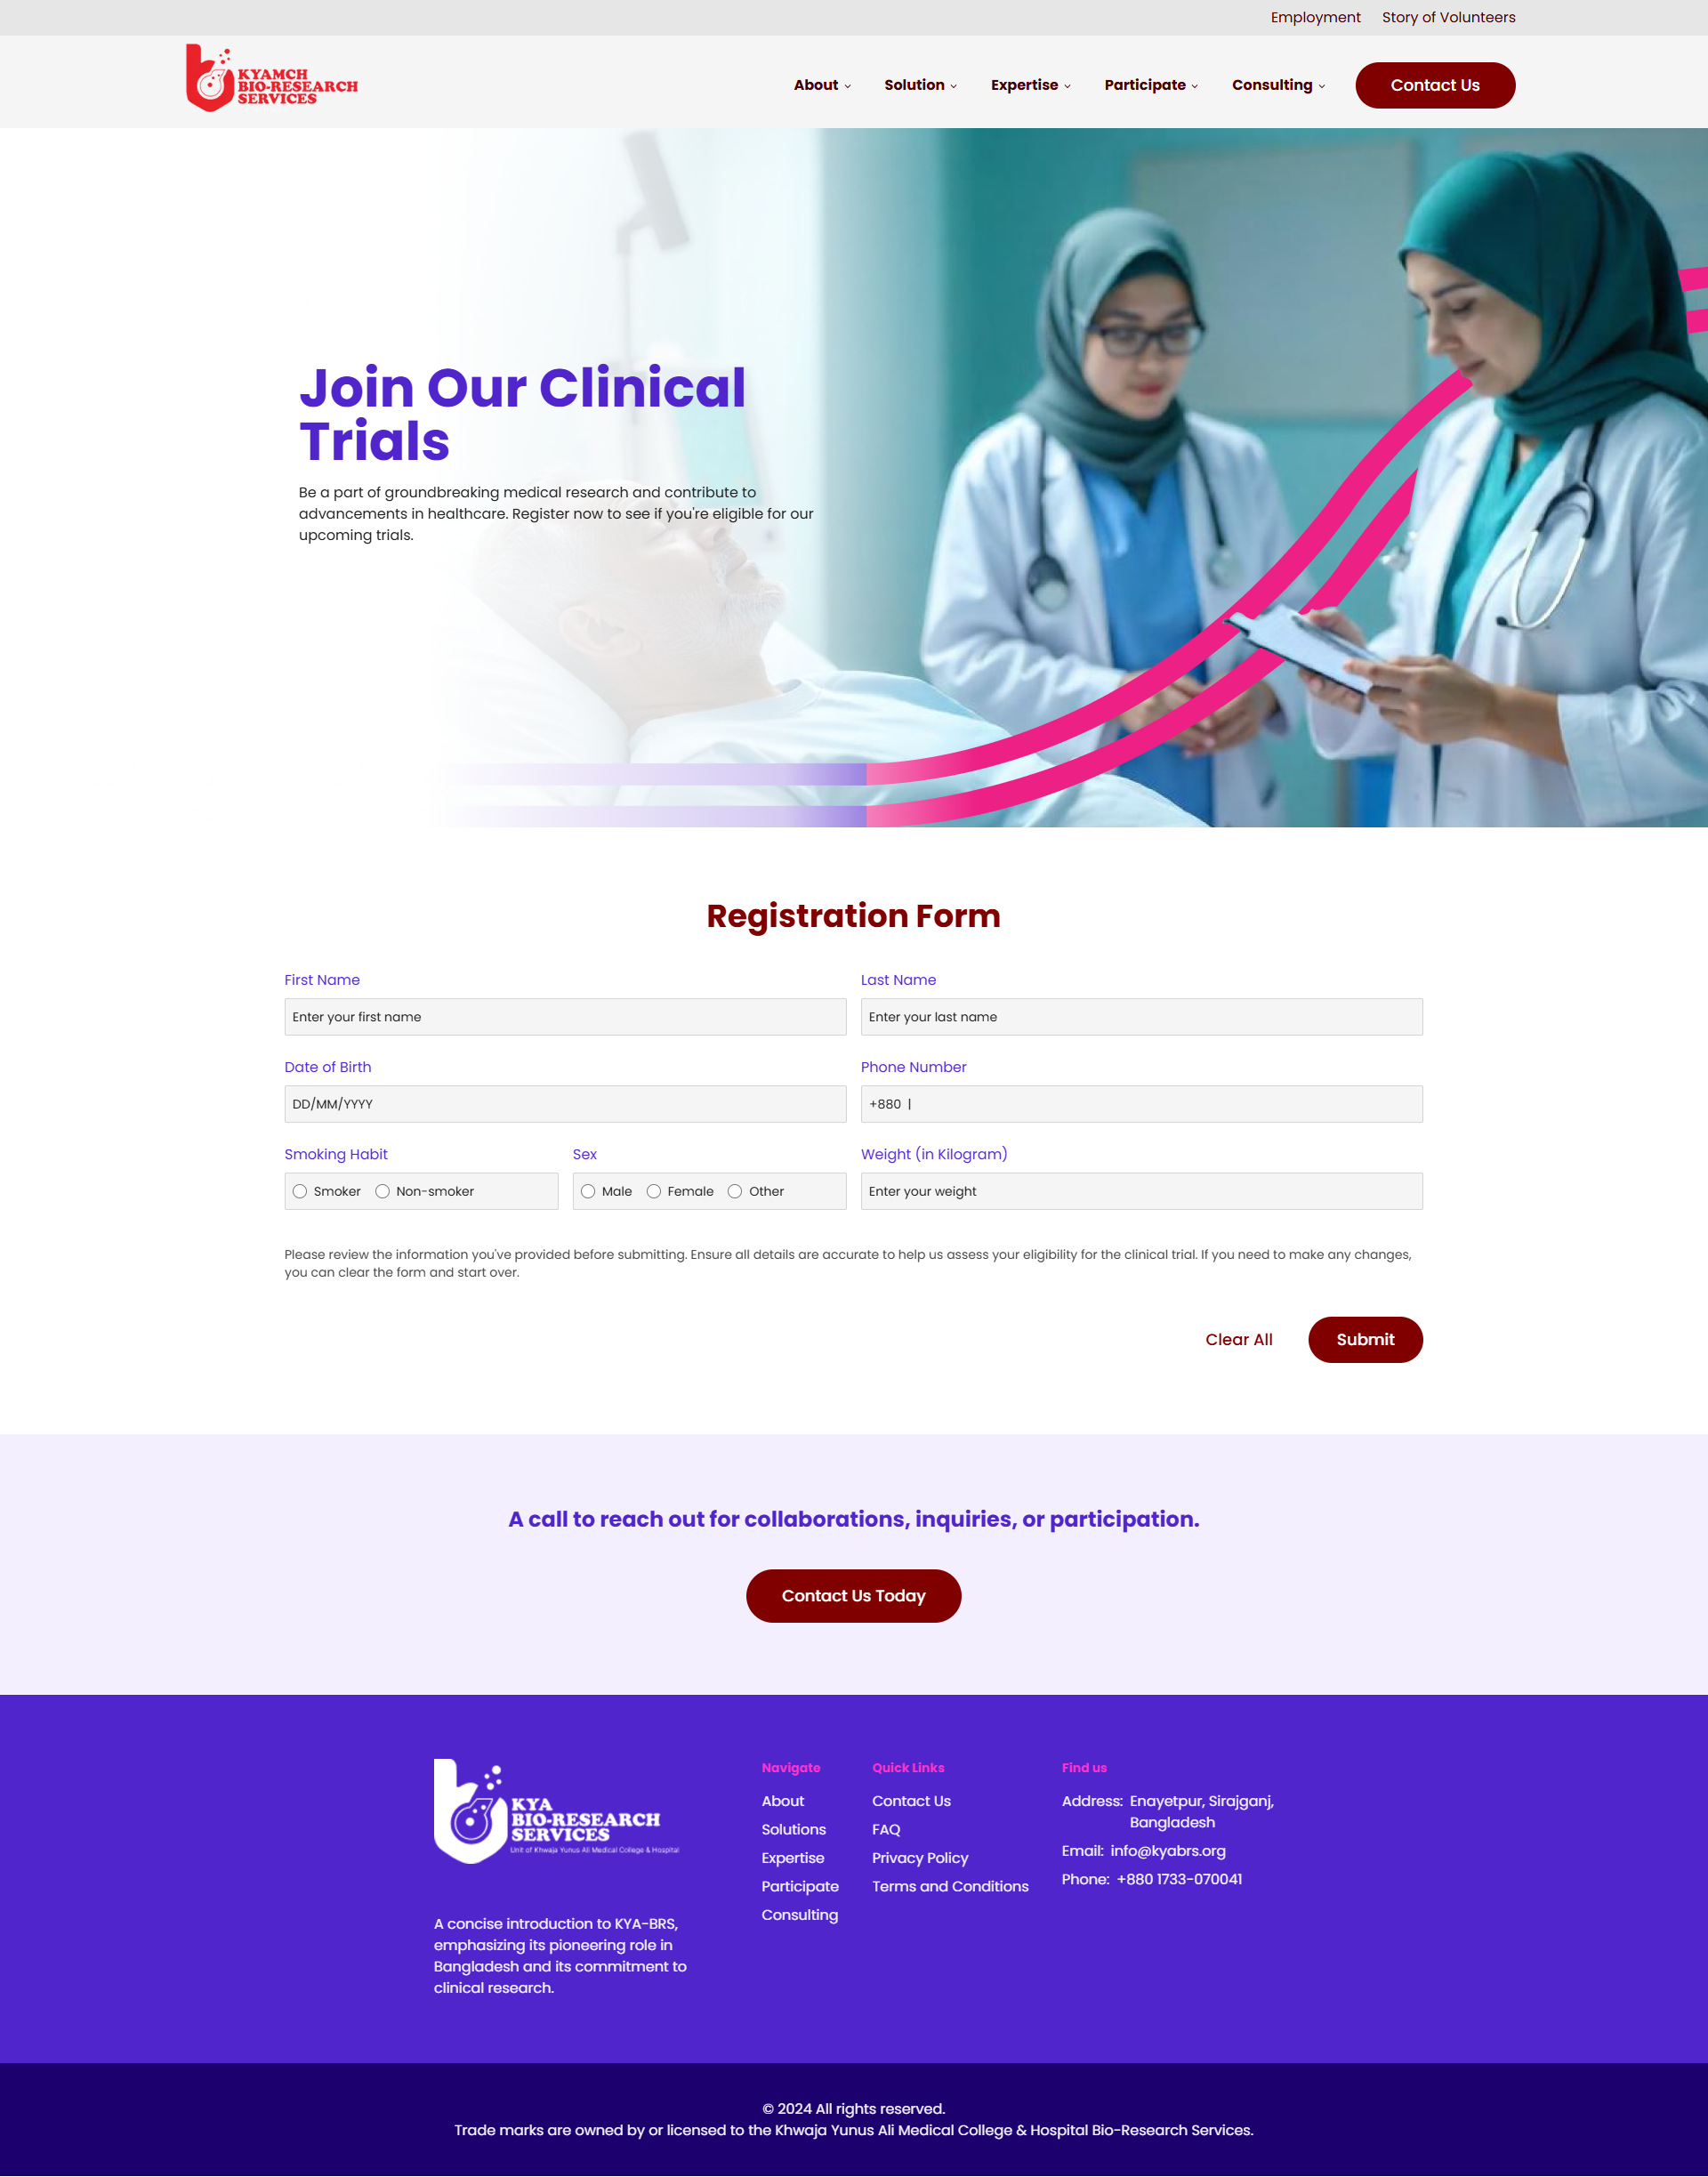 Employment Story of Volunteers
KYAMCH
BIO-RESEARCH
SERVICES
About Solution Expertise Participate Consulting Contact Us
Join Our Clinical
Trials
Be a part of groundbreaking medical research and contribute to
advancements in healthcare. Register now to see if you're eligible for our
upcoming trials.
Registration Form
First Name Last Name
Enter your first name Enter your last name
Date of Birth Phone Number
DD/MM/YYYY +880 |
Smoking Habit Sex Weight (in Kilogram)
Smoker Non-smoker Male Female Other Enter your weight
Please review the information you've provided before submitting. Ensure all details are accurate to help us assess your eligibility for the clinical trial. If you need to make any changes,
you can clear the form and start over.
Clear All Submit
A call to reach out for collaborations, inquiries, or participation.
Contact Us Today
KYA
BIO-RESEARCH
SERVICES
Unit of Khwaja Yunus Ali Medical College & Hospital
A concise introduction to KYA-BRS,
emphasizing its pioneering role in
Bangladesh and its commitment to
clinical research.
Navigate
About
Solutions
Expertise
Participate
Consulting
Quick Links
Contact Us
FAQ
Privacy Policy
Terms and Conditions
Find us
Address: Enayetpur, Sirajganj,
Bangladesh
Email: info@kyabrs.org
Phone: +880 1733-070041
© 2024 All rights reserved.
Trade marks are owned by or licensed to the Khwaja Yunus Ali Medical College & Hospital Bio-Research Services.